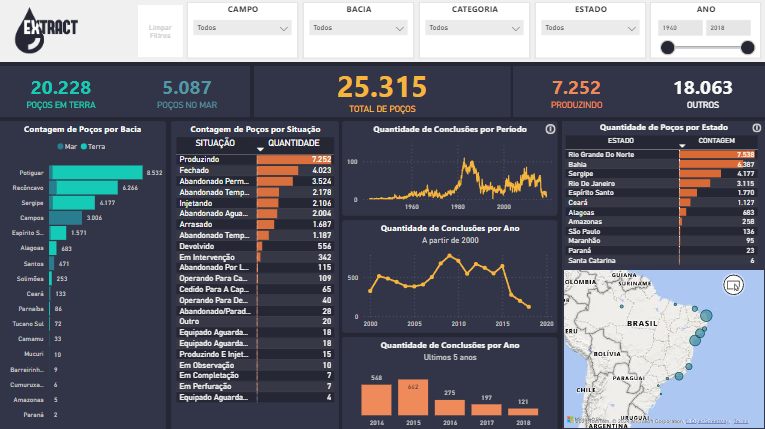 EXTRACT
Limpar
Filtros
CAMPO
Todos
BACIA
Todos
CATEGORIA
Todos
ESTADO
Todos
ANO
1940
2018
20.228
POÇOS EM TERRA
5.087
POÇOS NO MAR
25.315
TOTAL DE POÇOS
7.252
PRODUZINDO
18.063
OUTROS
Contagem de Poços por Bacia
Mar Terra
Potiguar 8.532
Recôncavo 6.266
Sergipe 4.177
Campos 3.006
Espírito S... 1.571
Alagoas 683
Santos 471
Solimões 253
Ceará 133
Parnaíba 86
Tucano Sul 72
Camamu 33
Mucuri 10
Barreirinh... 9
Cumuruxa... 6
Amazonas 5
Paraná 2
Contagem de Poços por Situação
SITUAÇÃO QUANTIDADE
Produzindo 7.252
Fechado 4.023
Abandonado Perm... 3.524
Abandonado Temp... 2.178
Injetando 2.106
Abandonado Agua... 2.004
Arrasado 1.687
Abandonado Temp... 1.187
Devolvido 556
Em Intervenção 342
Abandonado Por L... 115
Operando Para Ca... 109
Cedido Para A Cap... 65
Operando Para De... 40
Abandonado/Parad... 28
Outro 20
Equipado Aguarda... 18
Equipado Aguarda... 18
Produzindo E Injet... 15
Em Observação 10
Em Completação 7
Em Perfuração 7
Equipado Aguarda... 4
Quantidade de Conclusões por Período
100
0
1960 1980 2000
Quantidade de Conclusões por Ano
A partir de 2000
500
0
2000 2005 2010 2015 2020
Quantidade de Conclusões por Ano
Ultimos 5 anos
548
662
275
197
121
2014 2015 2016 2017 2018
Quantidade de Poços por Estado
ESTADO CONTAGEM
Rio Grande Do Norte 7.538
Bahia 6.387
Sergipe 4.177
Rio De Janeiro 3.115
Espírito Santo 1.770
Ceará 1.127
Alagoas 683
Amazonas 258
São Paulo 136
Maranhão 95
Paraná 23
Santa Catarina 6
OLÔMBIA
GUIANA
SURINAME
BRASIL
BOLÍVIA
PARAGUAI
CHILE
URUGUAI
ARGENTINA